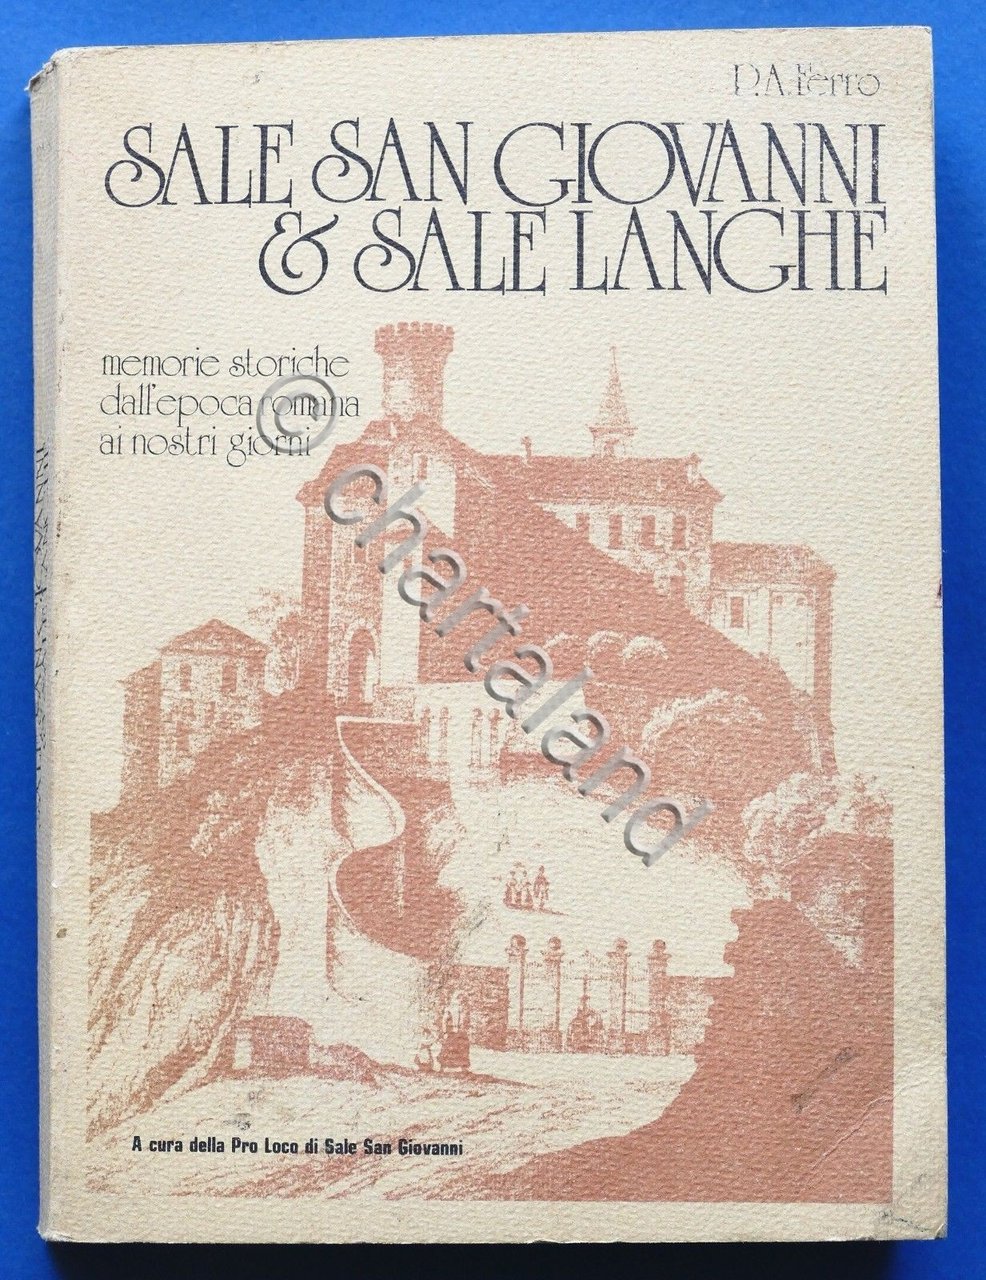 P.A. Ferro
SALE SAN GIOVANNI
& SALE LANGHE
memorie storiche
dall'epoca romana
ai nostri giorni
© chartaland
A cura della Pro Loco di Sale San Giovanni